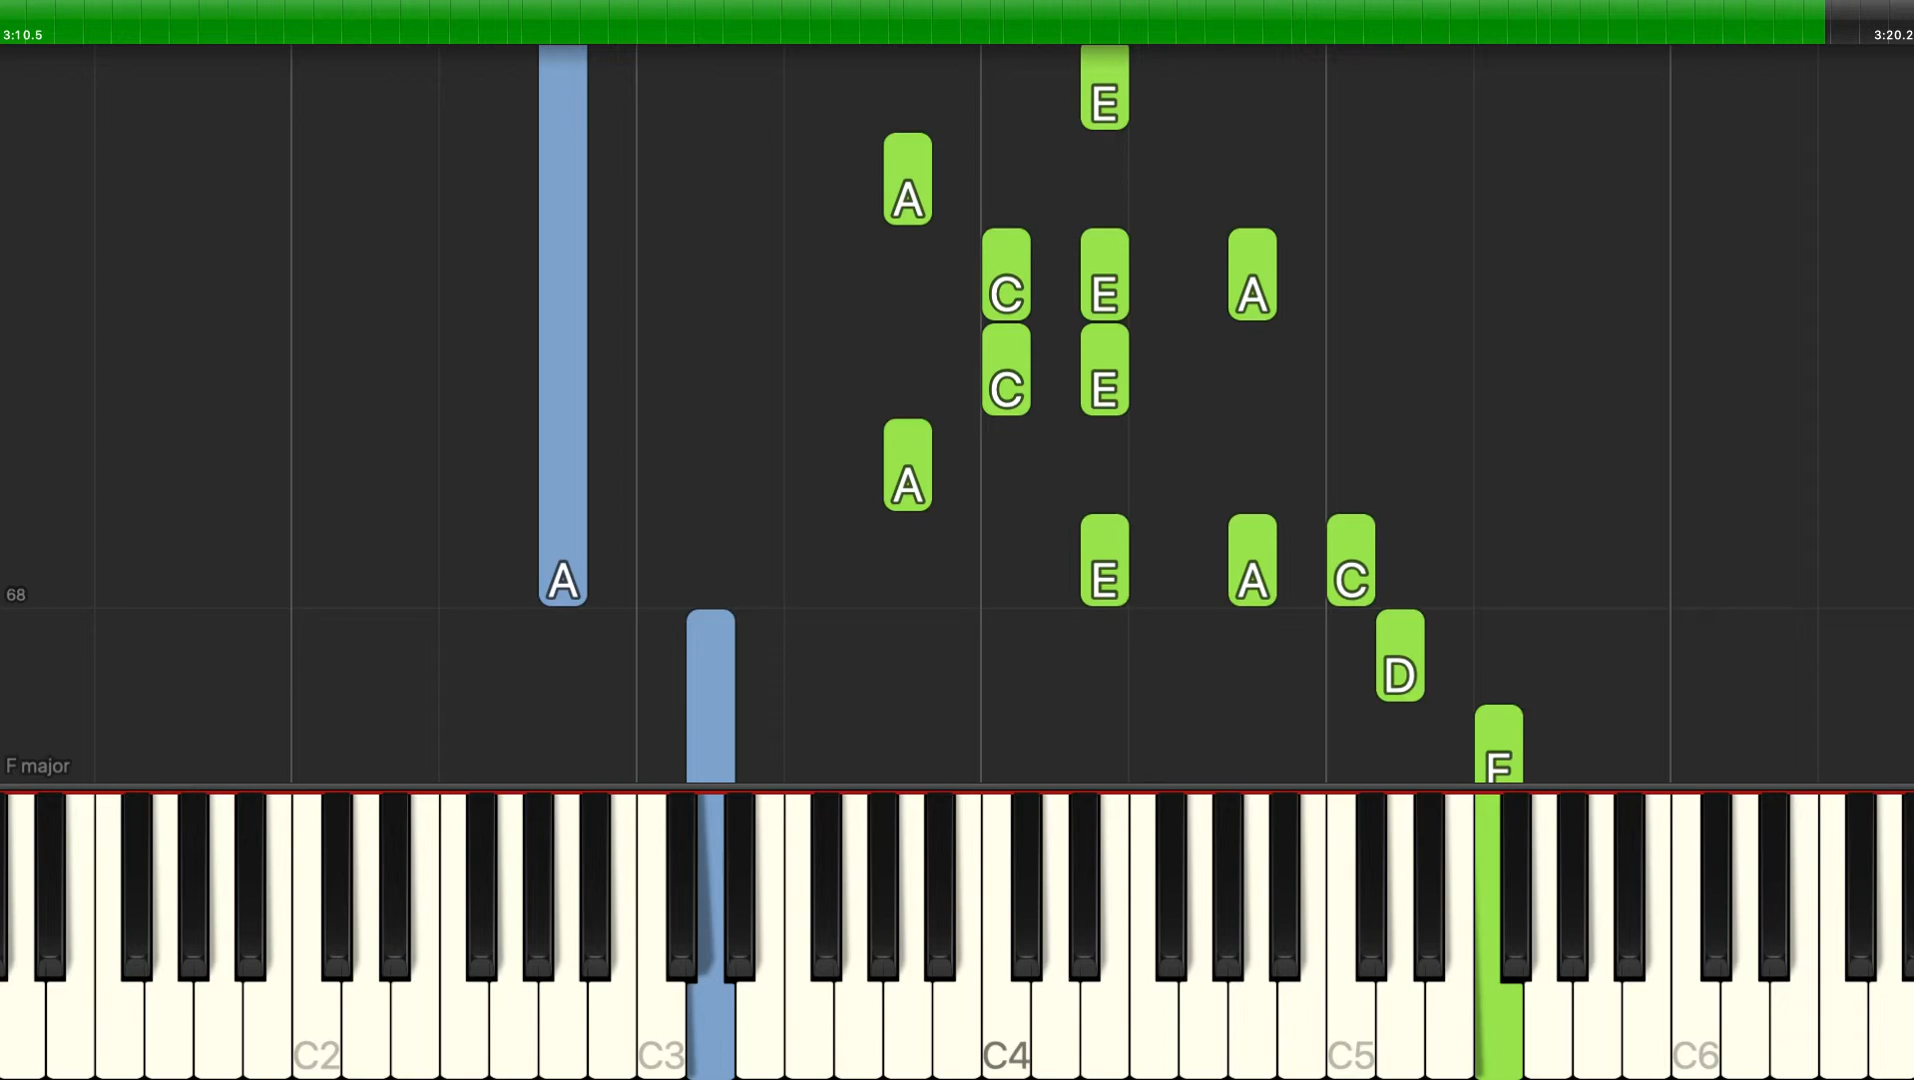 3:10.5 3:20.2
E
A
C E A
C E
A
A E A C
68
D
F major F
C2 C3 C4 C5 C6